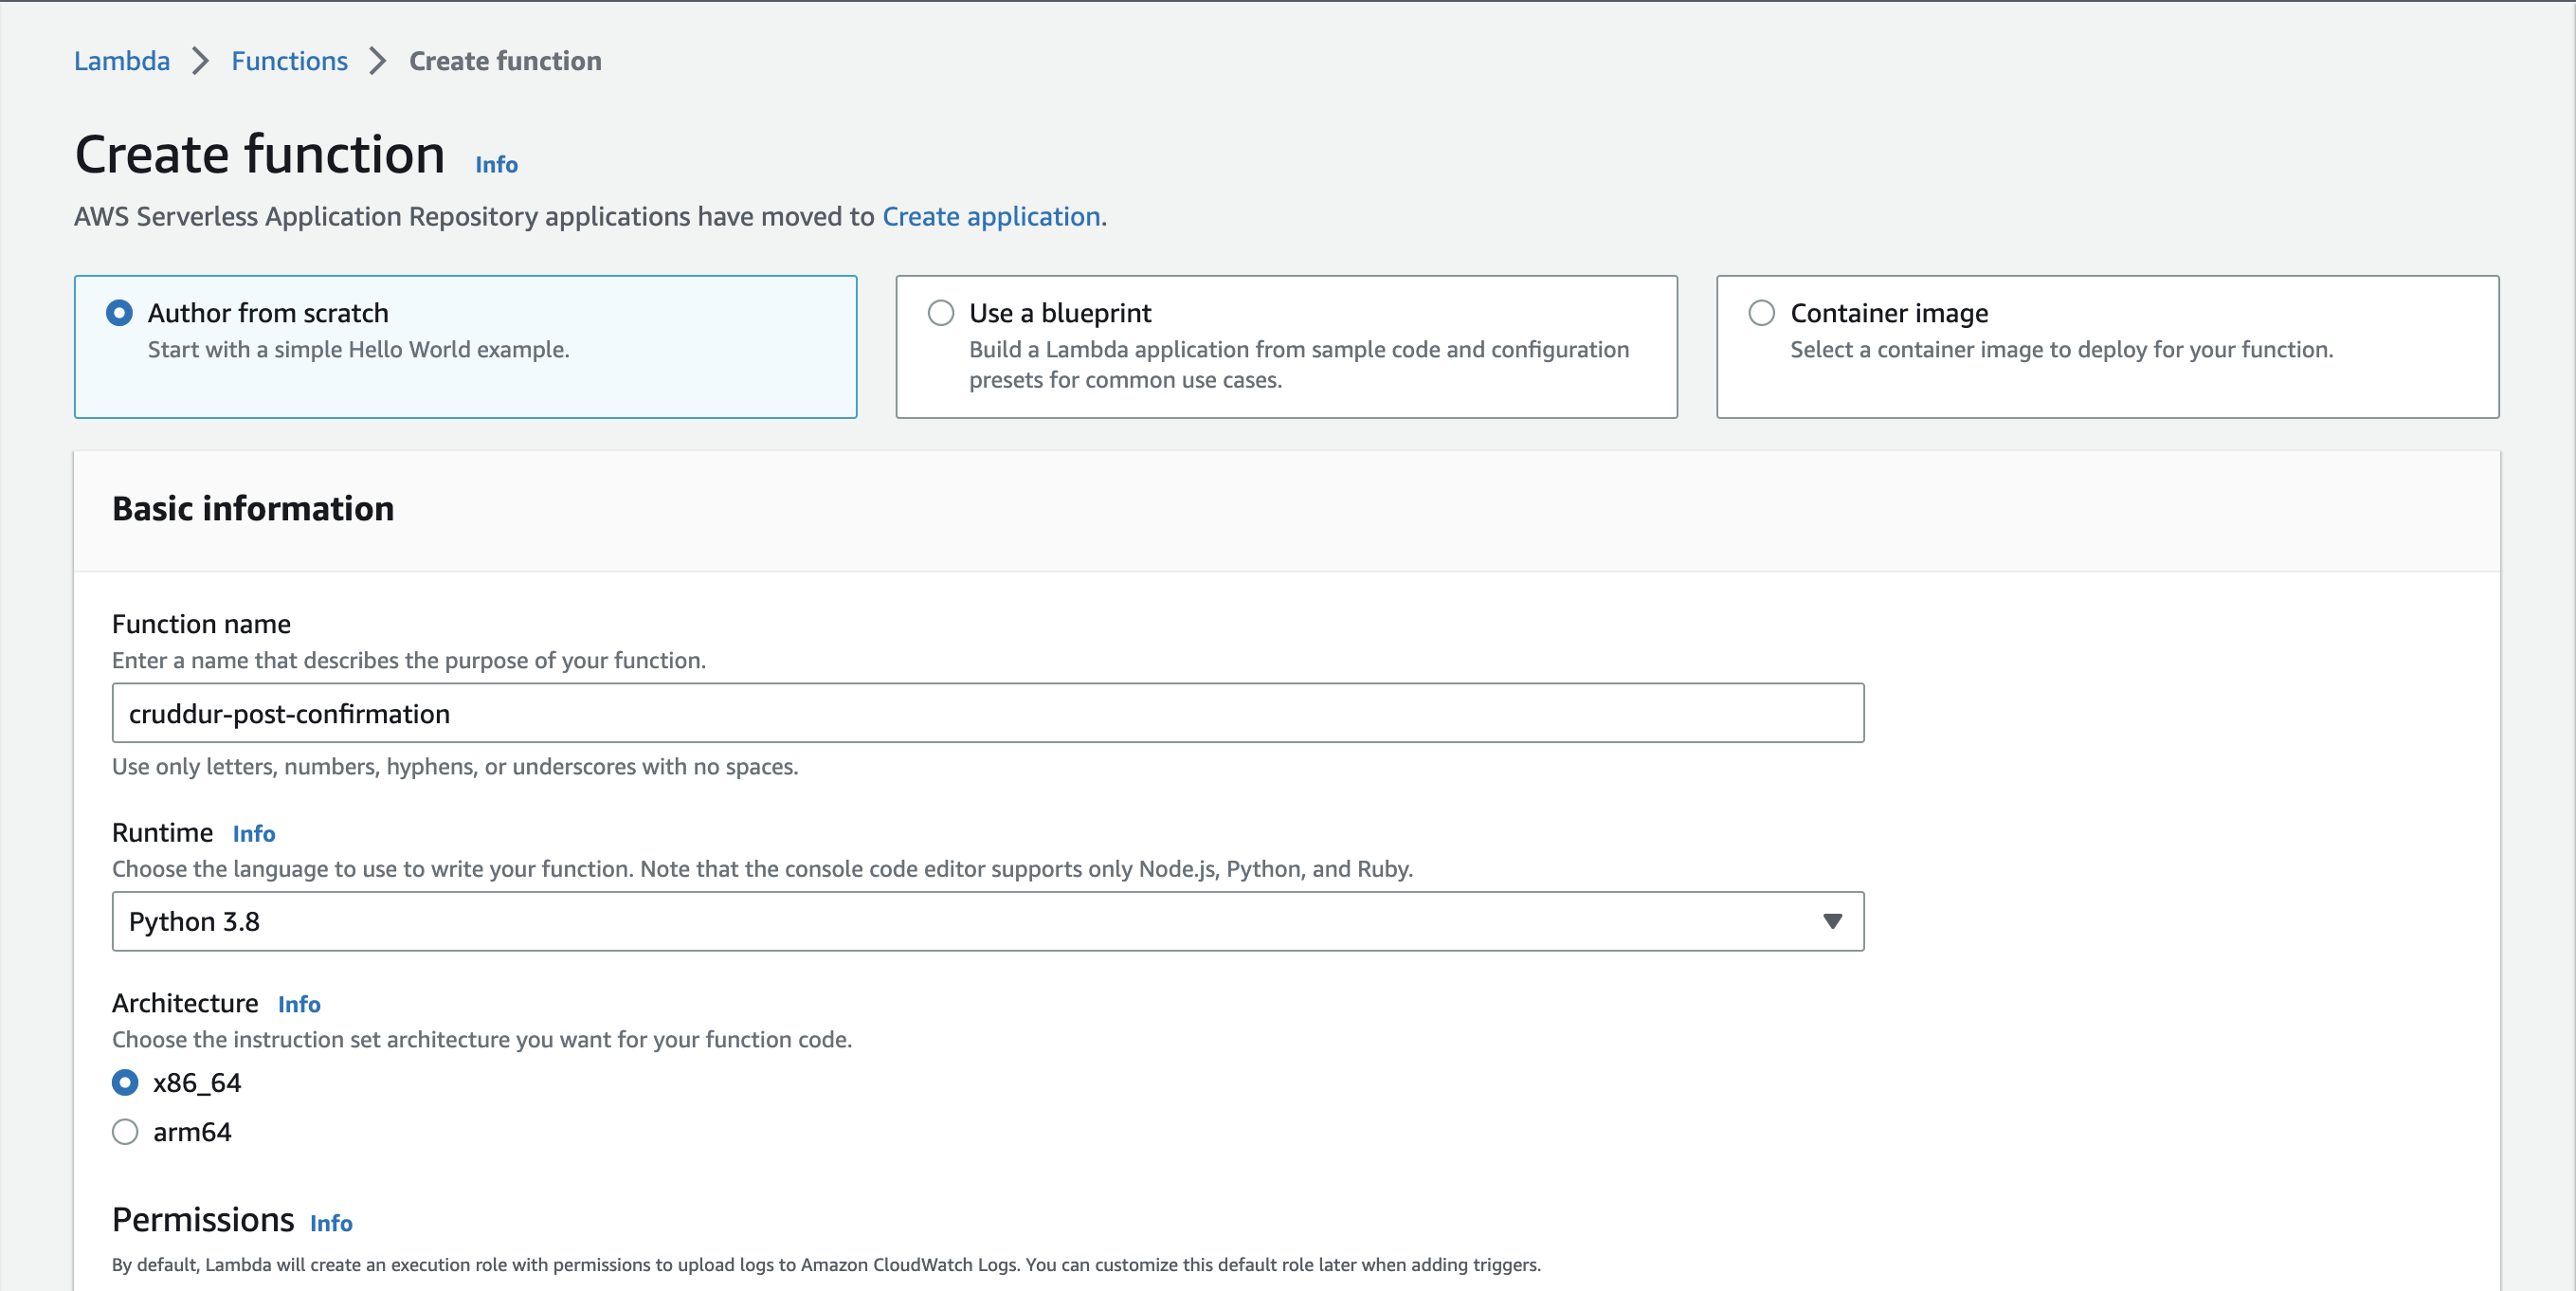 Lambda > Functions > Create function
Create function Info
AWS Serverless Application Repository applications have moved to Create application.
Author from scratch
Start with a simple Hello World example.
Use a blueprint
Build a Lambda application from sample code and configuration
presets for common use cases.
Container image
Select a container image to deploy for your function.
Basic information
Function name
Enter a name that describes the purpose of your function.
cruddur-post-confirmation
Use only letters, numbers, hyphens, or underscores with no spaces.
Runtime Info
Choose the language to use to write your function. Note that the console code editor supports only Node.js, Python, and Ruby.
Python 3.8
Architecture Info
Choose the instruction set architecture you want for your function code.
x86_64
arm64
Permissions Info
By default, Lambda will create an execution role with permissions to upload logs to Amazon CloudWatch Logs. You can customize this default role later when adding triggers.